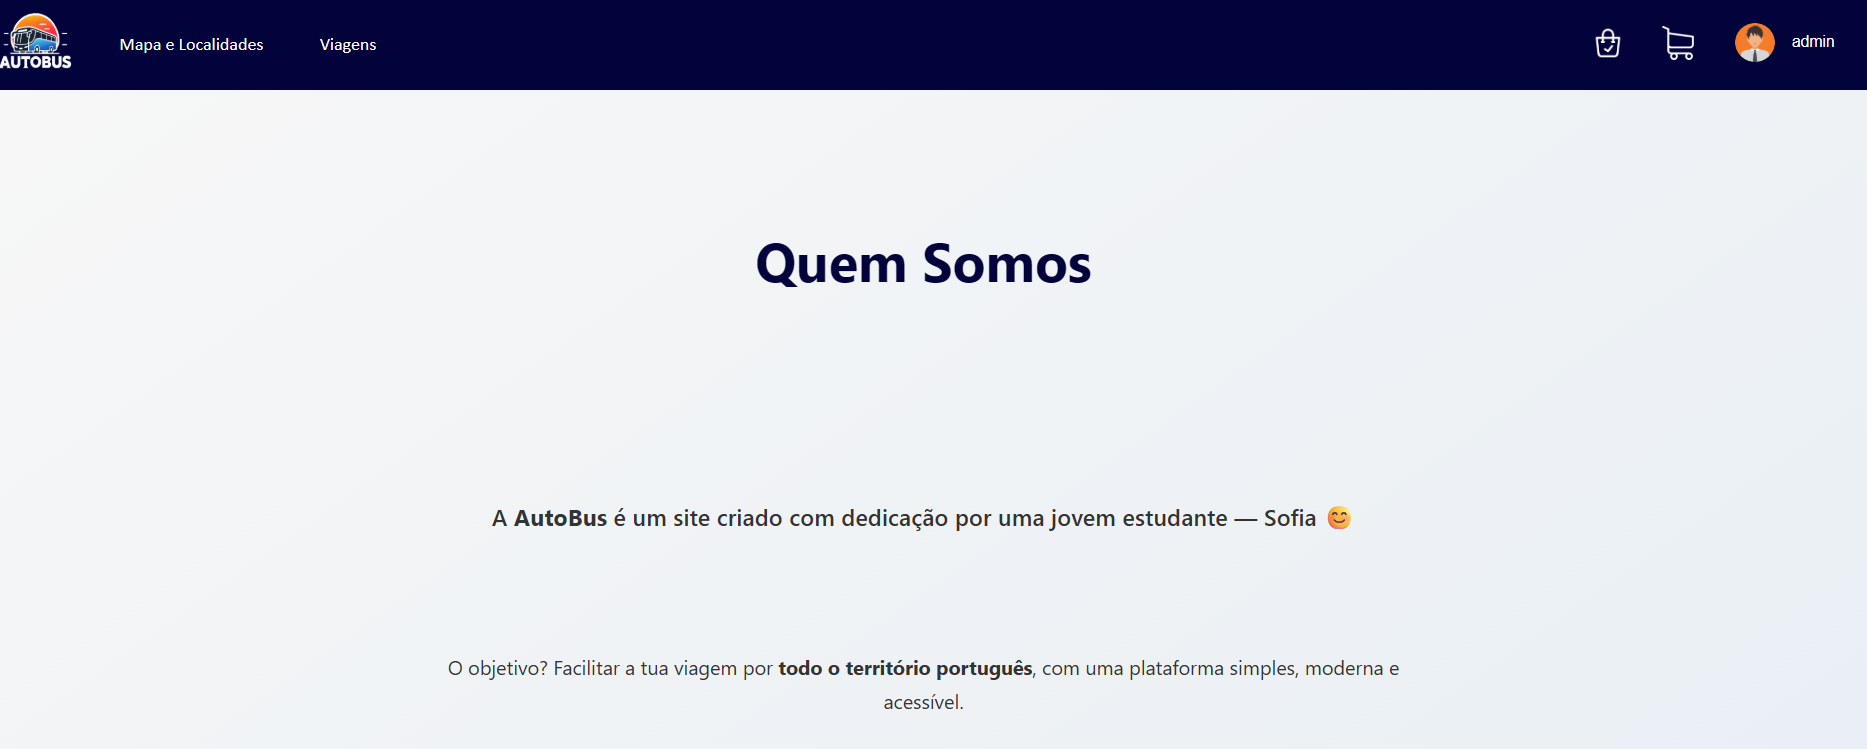 AUTOBUS
Mapa e Localidades
Viagens
admin
Quem Somos
A AutoBus é um site criado com dedicação por uma jovem estudante — Sofia 😊
O objetivo? Facilitar a tua viagem por todo o território português, com uma plataforma simples, moderna e
acessível.